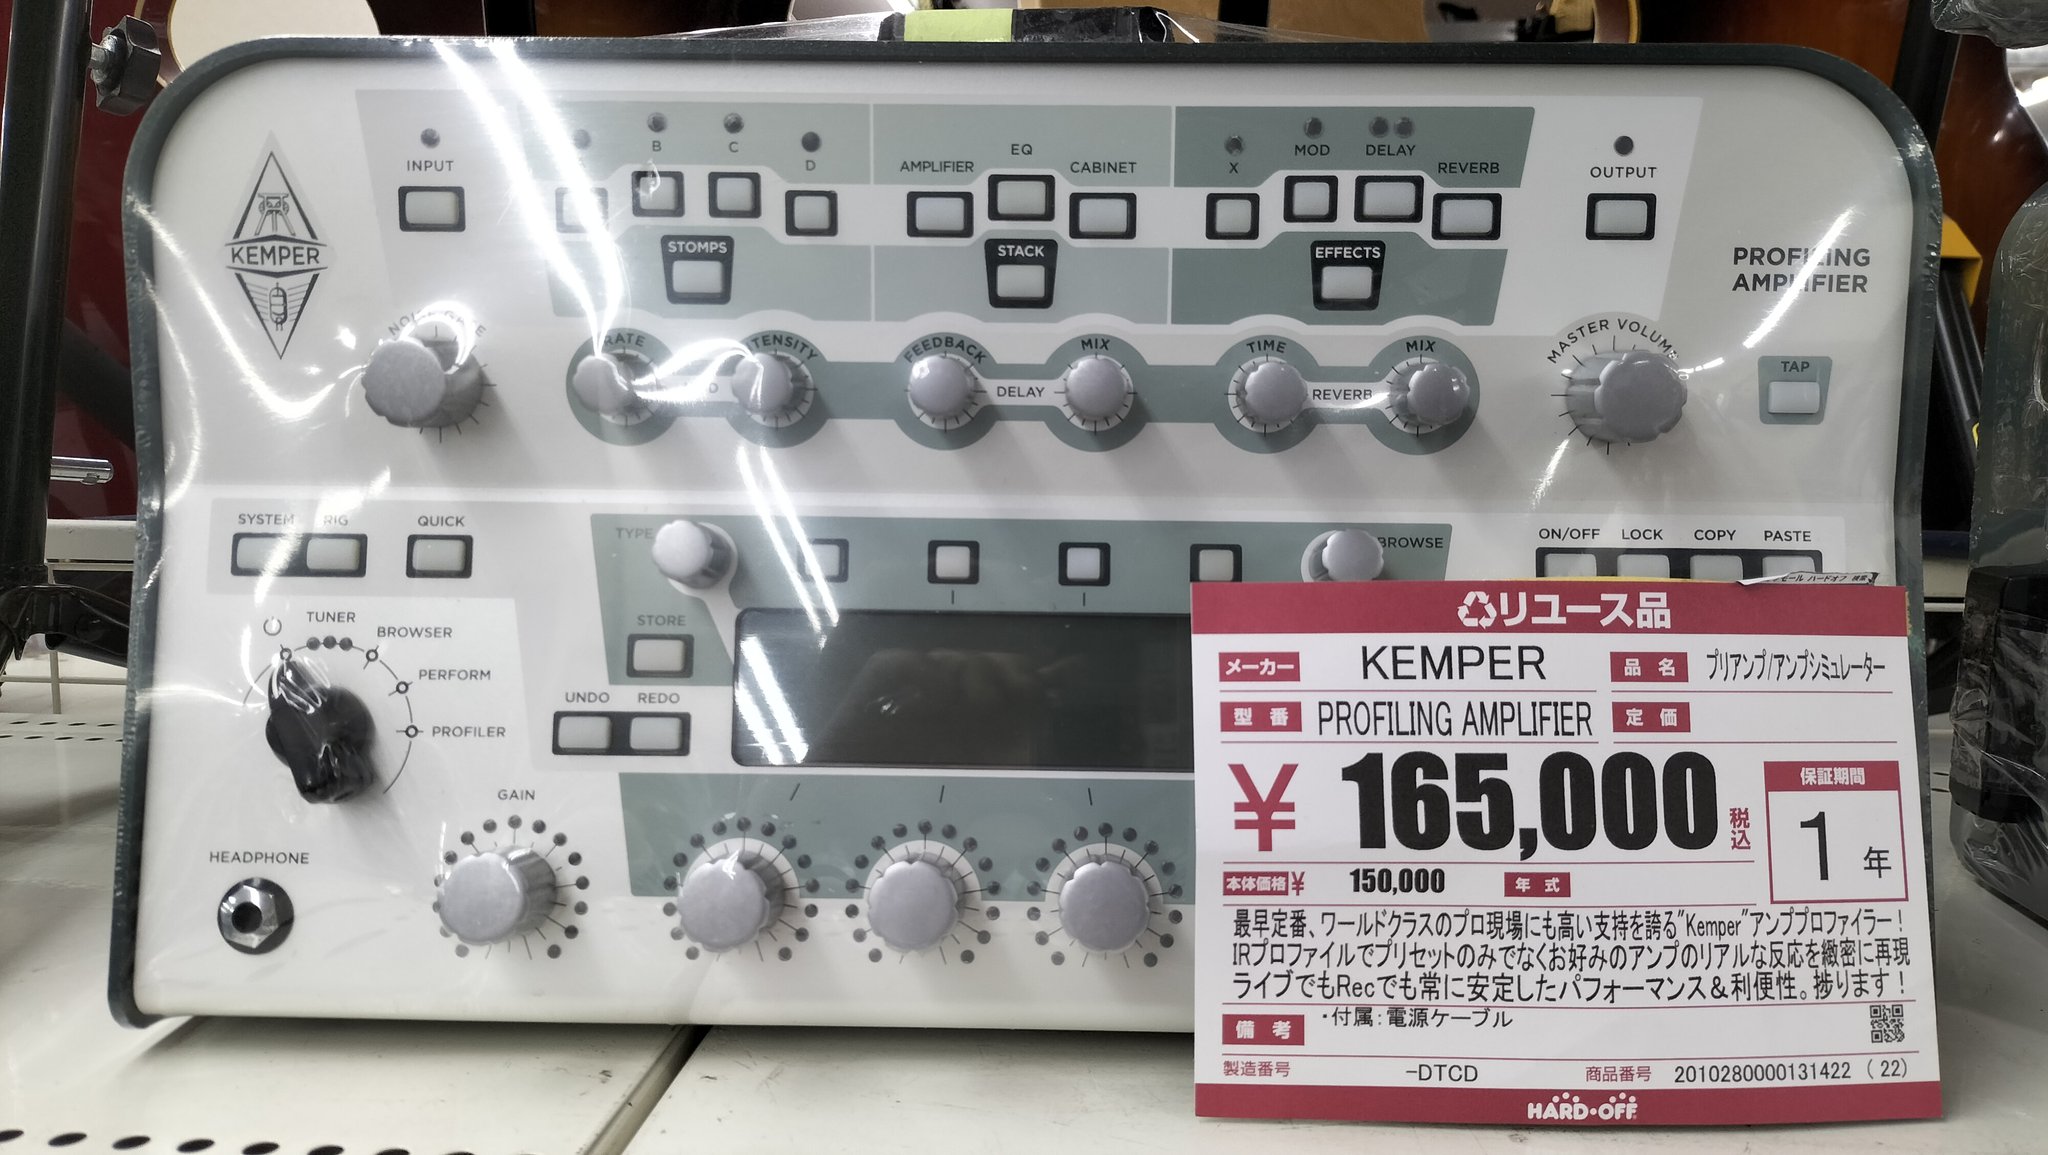 INPUT
B
C
D
AMPLIFIER
EQ
CABINET
X
MOD
DELAY
REVERB
OUTPUT
KEMPER
STOMPS
STACK
EFFECTS
PROFILING
AMPLIFIER
RATE
FEEDBACK
MIX
TIME
MIX
MASTER VOLUME
DELAY
REVERB
TAP
SYSTEM
RIG
QUICK
TYPE
BROWSE
ON/OFF
LOCK
COPY
PASTE
TUNER
BROWSER
PERFORM
PROFILER
STORE
UNDO
REDO
GAIN
HEADPHONE
リユース品
メーカー KEMPER 品名 プリアンプ/アンプシミュレーター
型番 PROFILING AMPLIFIER 定価
¥165,000 税込
保証期間
1年
本体価格¥ 150,000 年式
最早定番、ワールドクラスのプロ現場にも高い支持を誇る"Kemper"アンププロファイラー!
IRプロファイルでプリセットのみでなくお好みのアンプのリアルな反応を緻密に再現
ライブでもRecでも常に安定したパフォーマンス&利便性。捗ります!
備考 ・付属:電源ケーブル
製造番号 -DTCD 商品番号 2010280000131422 (22)
HARD・OFF